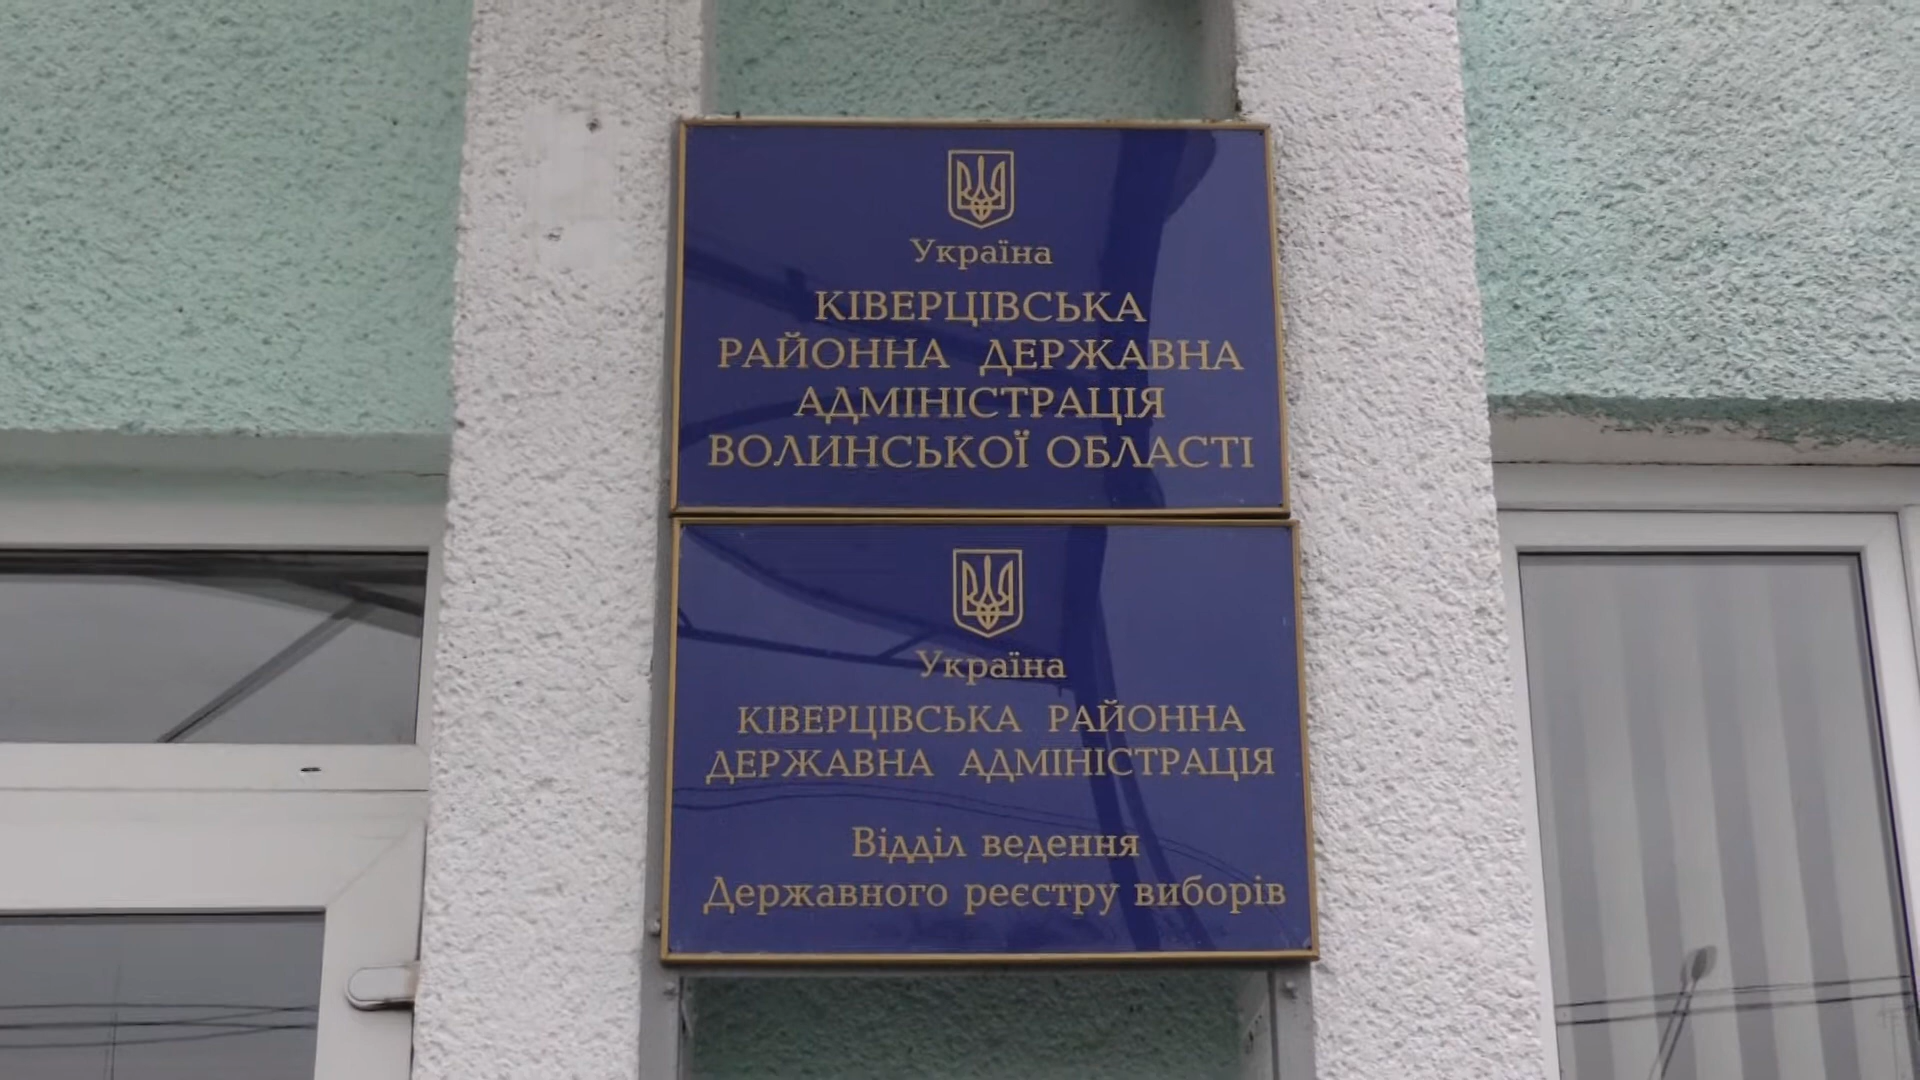 Україна
КІВЕРЦІВСЬКА
РАЙОННА ДЕРЖАВНА
АДМІНІСТРАЦІЯ
ВОЛИНСЬКОЇ ОБЛАСТІ
Україна
КІВЕРЦІВСЬКА РАЙОННА
ДЕРЖАВНА АДМІНІСТРАЦІЯ
Відділ ведення
Державного реєстру виборів